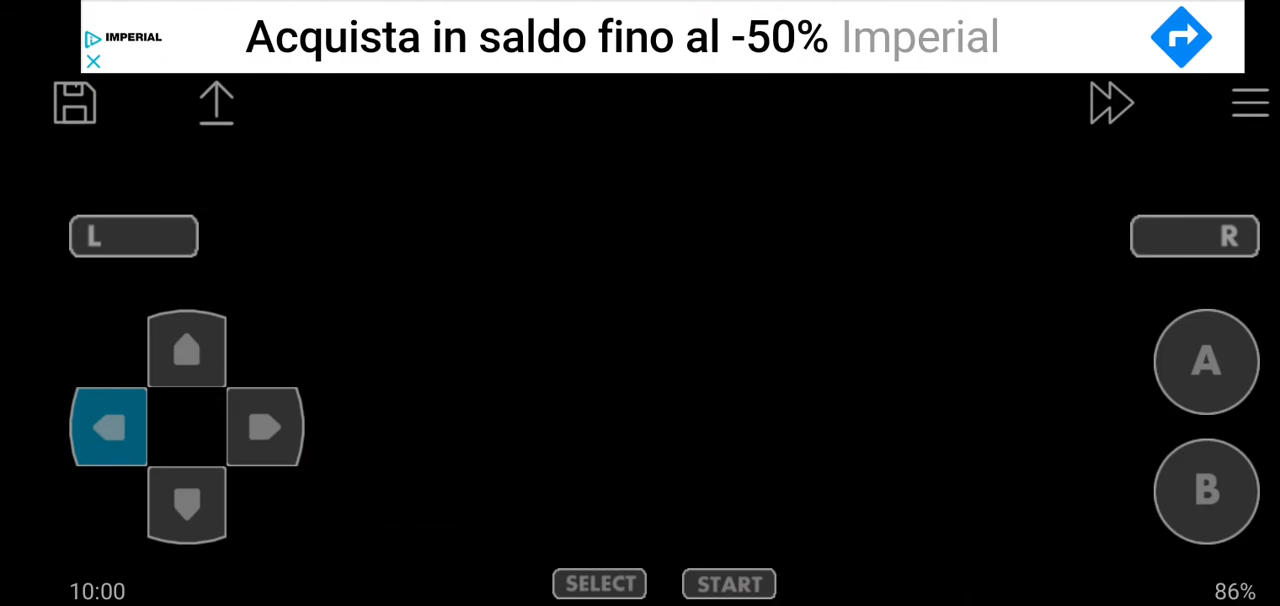 IMPERIAL
Acquista in saldo fino al -50% Imperial
L
R
A
B
SELECT
START
10:00
86%